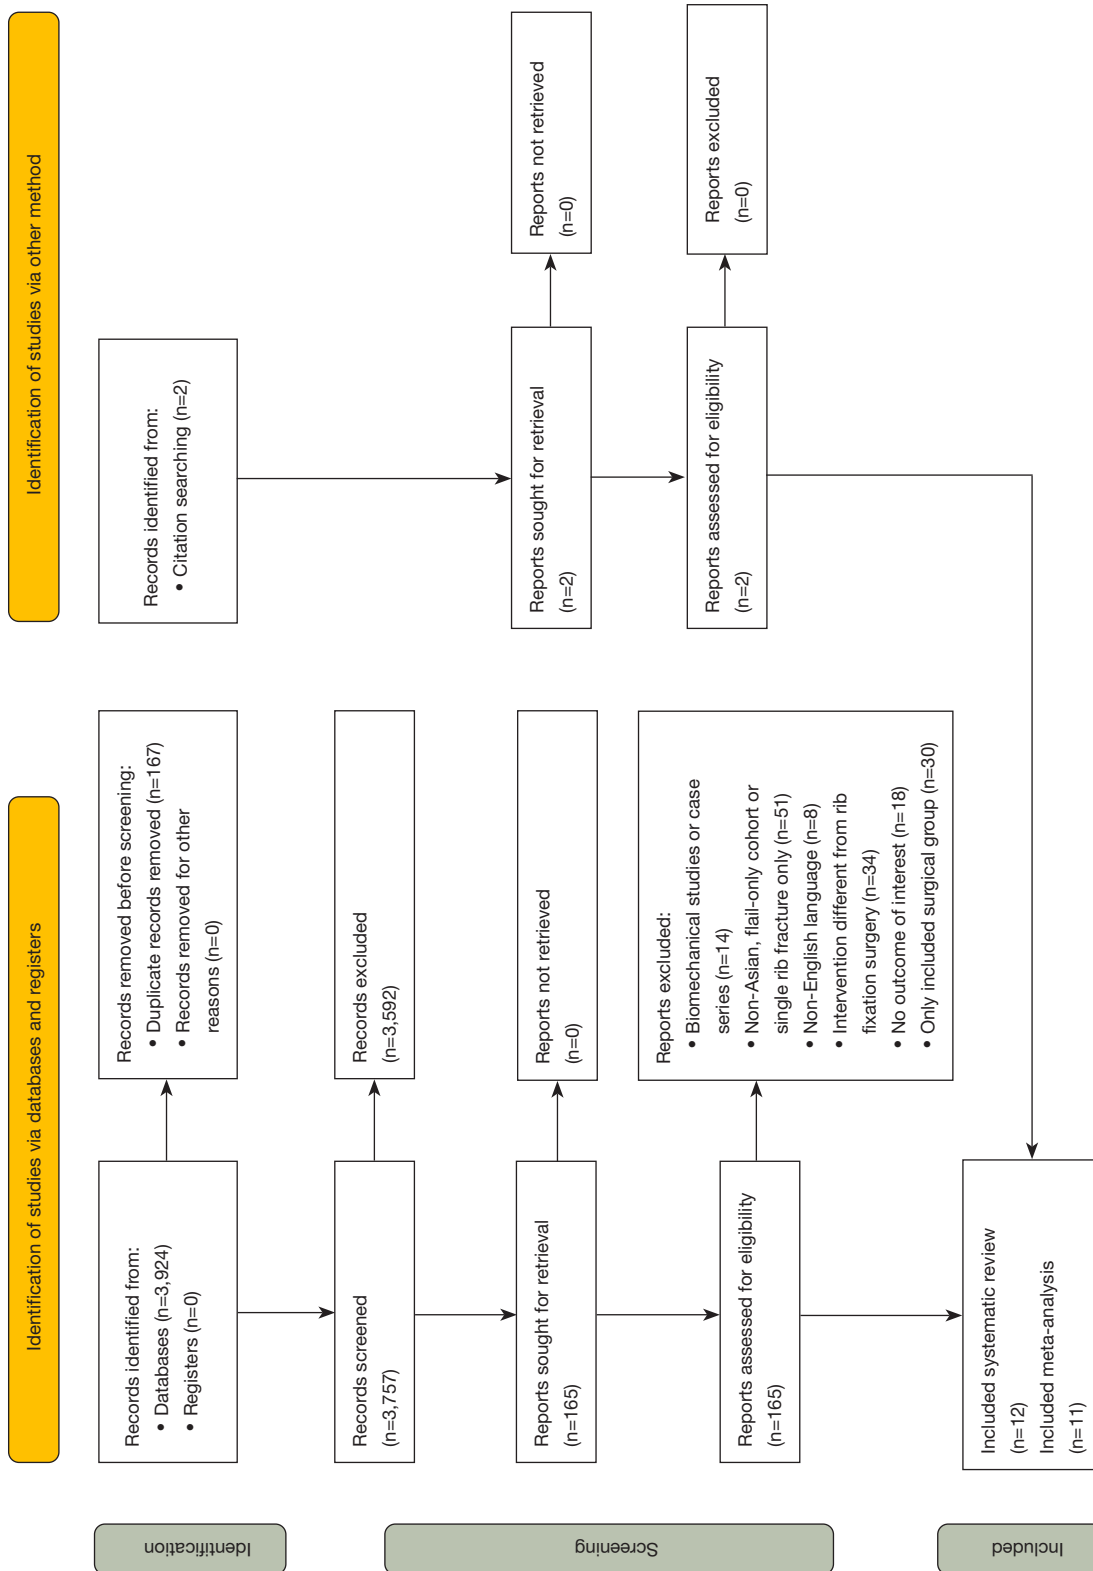 Identification of studies via databases and registers
Identification of studies via other method
Identification
Records identified from:
• Databases (n=3,924)
• Registers (n=0)
Records removed before screening:
• Duplicate records removed (n=167)
• Records removed for other
reasons (n=0)
Records identified from:
• Citation searching (n=2)
Screening
Records screened
(n=3,757)
Records excluded
(n=3,592)
Reports sought for retrieval
(n=165)
Reports not retrieved
(n=0)
Reports sought for retrieval
(n=2)
Reports not retrieved
(n=0)
Reports assessed for eligibility
(n=165)
Reports excluded:
• Biomechanical studies or case
series (n=14)
• Non-Asian, flail-only cohort or
single rib fracture only (n=51)
• Non-English language (n=8)
• Intervention different from rib
fixation surgery (n=34)
• No outcome of interest (n=18)
• Only included surgical group (n=30)
Reports assessed for eligibility
(n=2)
Reports excluded
(n=0)
Included
Included systematic review
(n=12)
Included meta-analysis
(n=11)